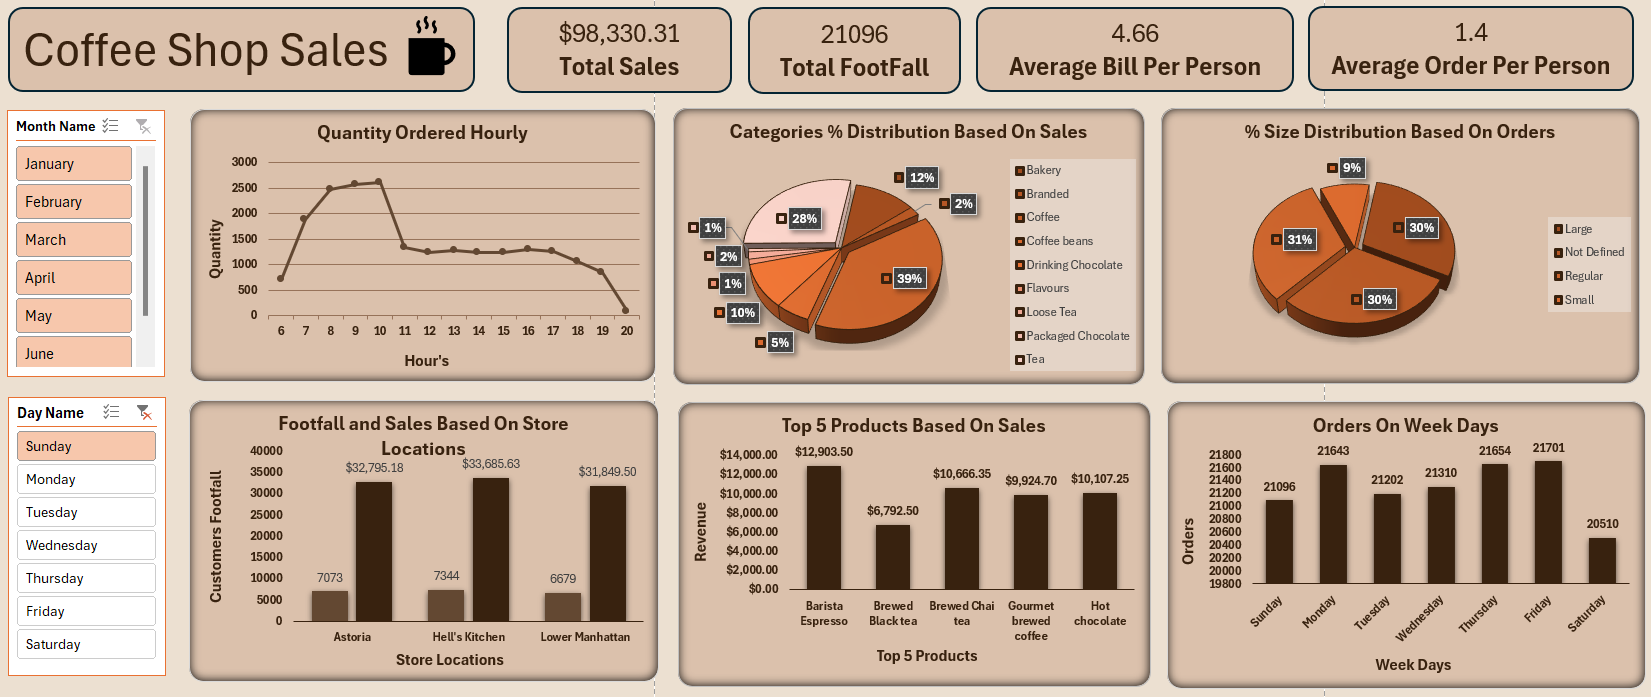 Coffee Shop Sales
$98,330.31
Total Sales
21096
Total FootFall
4.66
Average Bill Per Person
1.4
Average Order Per Person
Month Name
January
February
March
April
May
June
Quantity Ordered Hourly
Quantity
3000
2500
2000
1500
1000
500
0
6 7 8 9 10 11 12 13 14 15 16 17 18 19 20
Hour's
Categories % Distribution Based On Sales
12%
2%
39%
5%
10%
1%
2%
1%
28%
Bakery
Branded
Coffee
Coffee beans
Drinking Chocolate
Flavours
Loose Tea
Packaged Chocolate
Tea
% Size Distribution Based On Orders
9%
30%
31%
30%
Large
Not Defined
Regular
Small
Day Name
Sunday
Monday
Tuesday
Wednesday
Thursday
Friday
Saturday
Footfall and Sales Based On Store
Locations
Customers Footfall
40000
35000
30000
25000
20000
15000
10000
5000
0
$32,795.18
$33,685.63
$31,849.50
7073
7344
6679
Astoria
Hell's Kitchen
Lower Manhattan
Store Locations
Top 5 Products Based On Sales
Revenue
$14,000.00
$12,000.00
$10,000.00
$8,000.00
$6,000.00
$4,000.00
$2,000.00
$0.00
$12,903.50
$6,792.50
$10,666.35
$9,924.70
$10,107.25
Barista
Espresso
Brewed
Black tea
Brewed Chai
tea
Gourmet
brewed
coffee
Hot
chocolate
Top 5 Products
Orders On Week Days
Orders
21800
21600
21400
21200
21000
20800
20600
20400
20200
20000
19800
21096
21643
21202
21310
21654
21701
20510
Sunday
Monday
Tuesday
Wednesday
Thursday
Friday
Saturday
Week Days